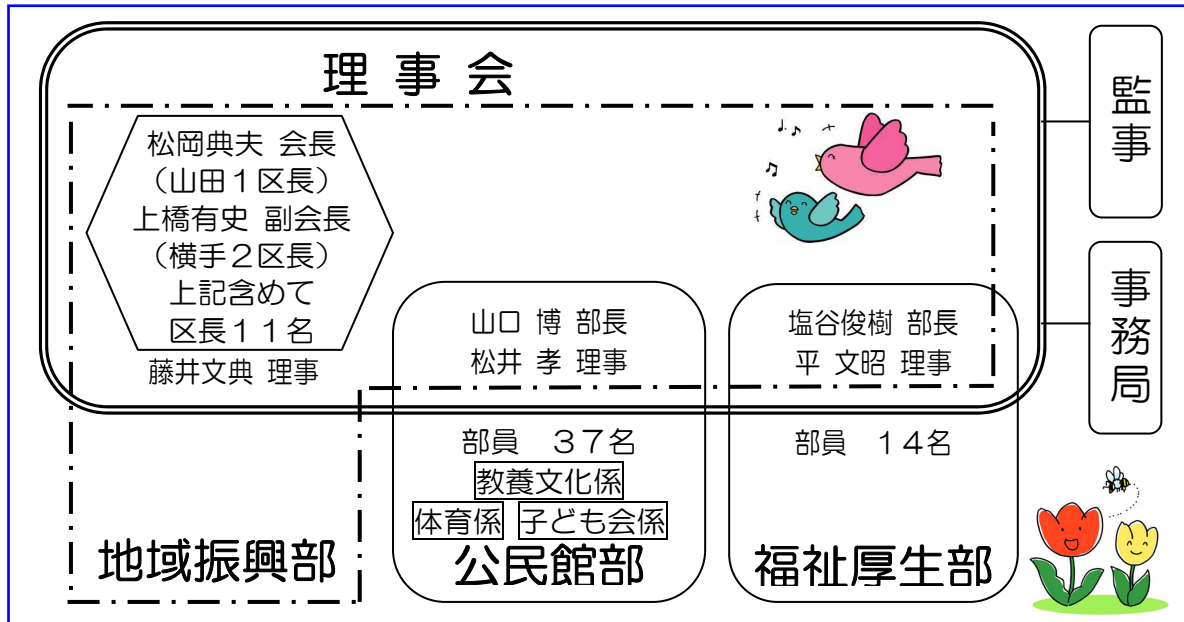 理事会
松岡典夫 会長
（山田１区長）
上橋有史 副会長
（横手２区長）
上記含めて
区長１１名
藤井文典 理事
山口 博 部長
松井 孝 理事
塩谷俊樹 部長
平 文昭 理事
監事
事務局
部員　３７名
教養文化係
体育係 子ども会係
部員　１４名
地域振興部
公民館部
福祉厚生部